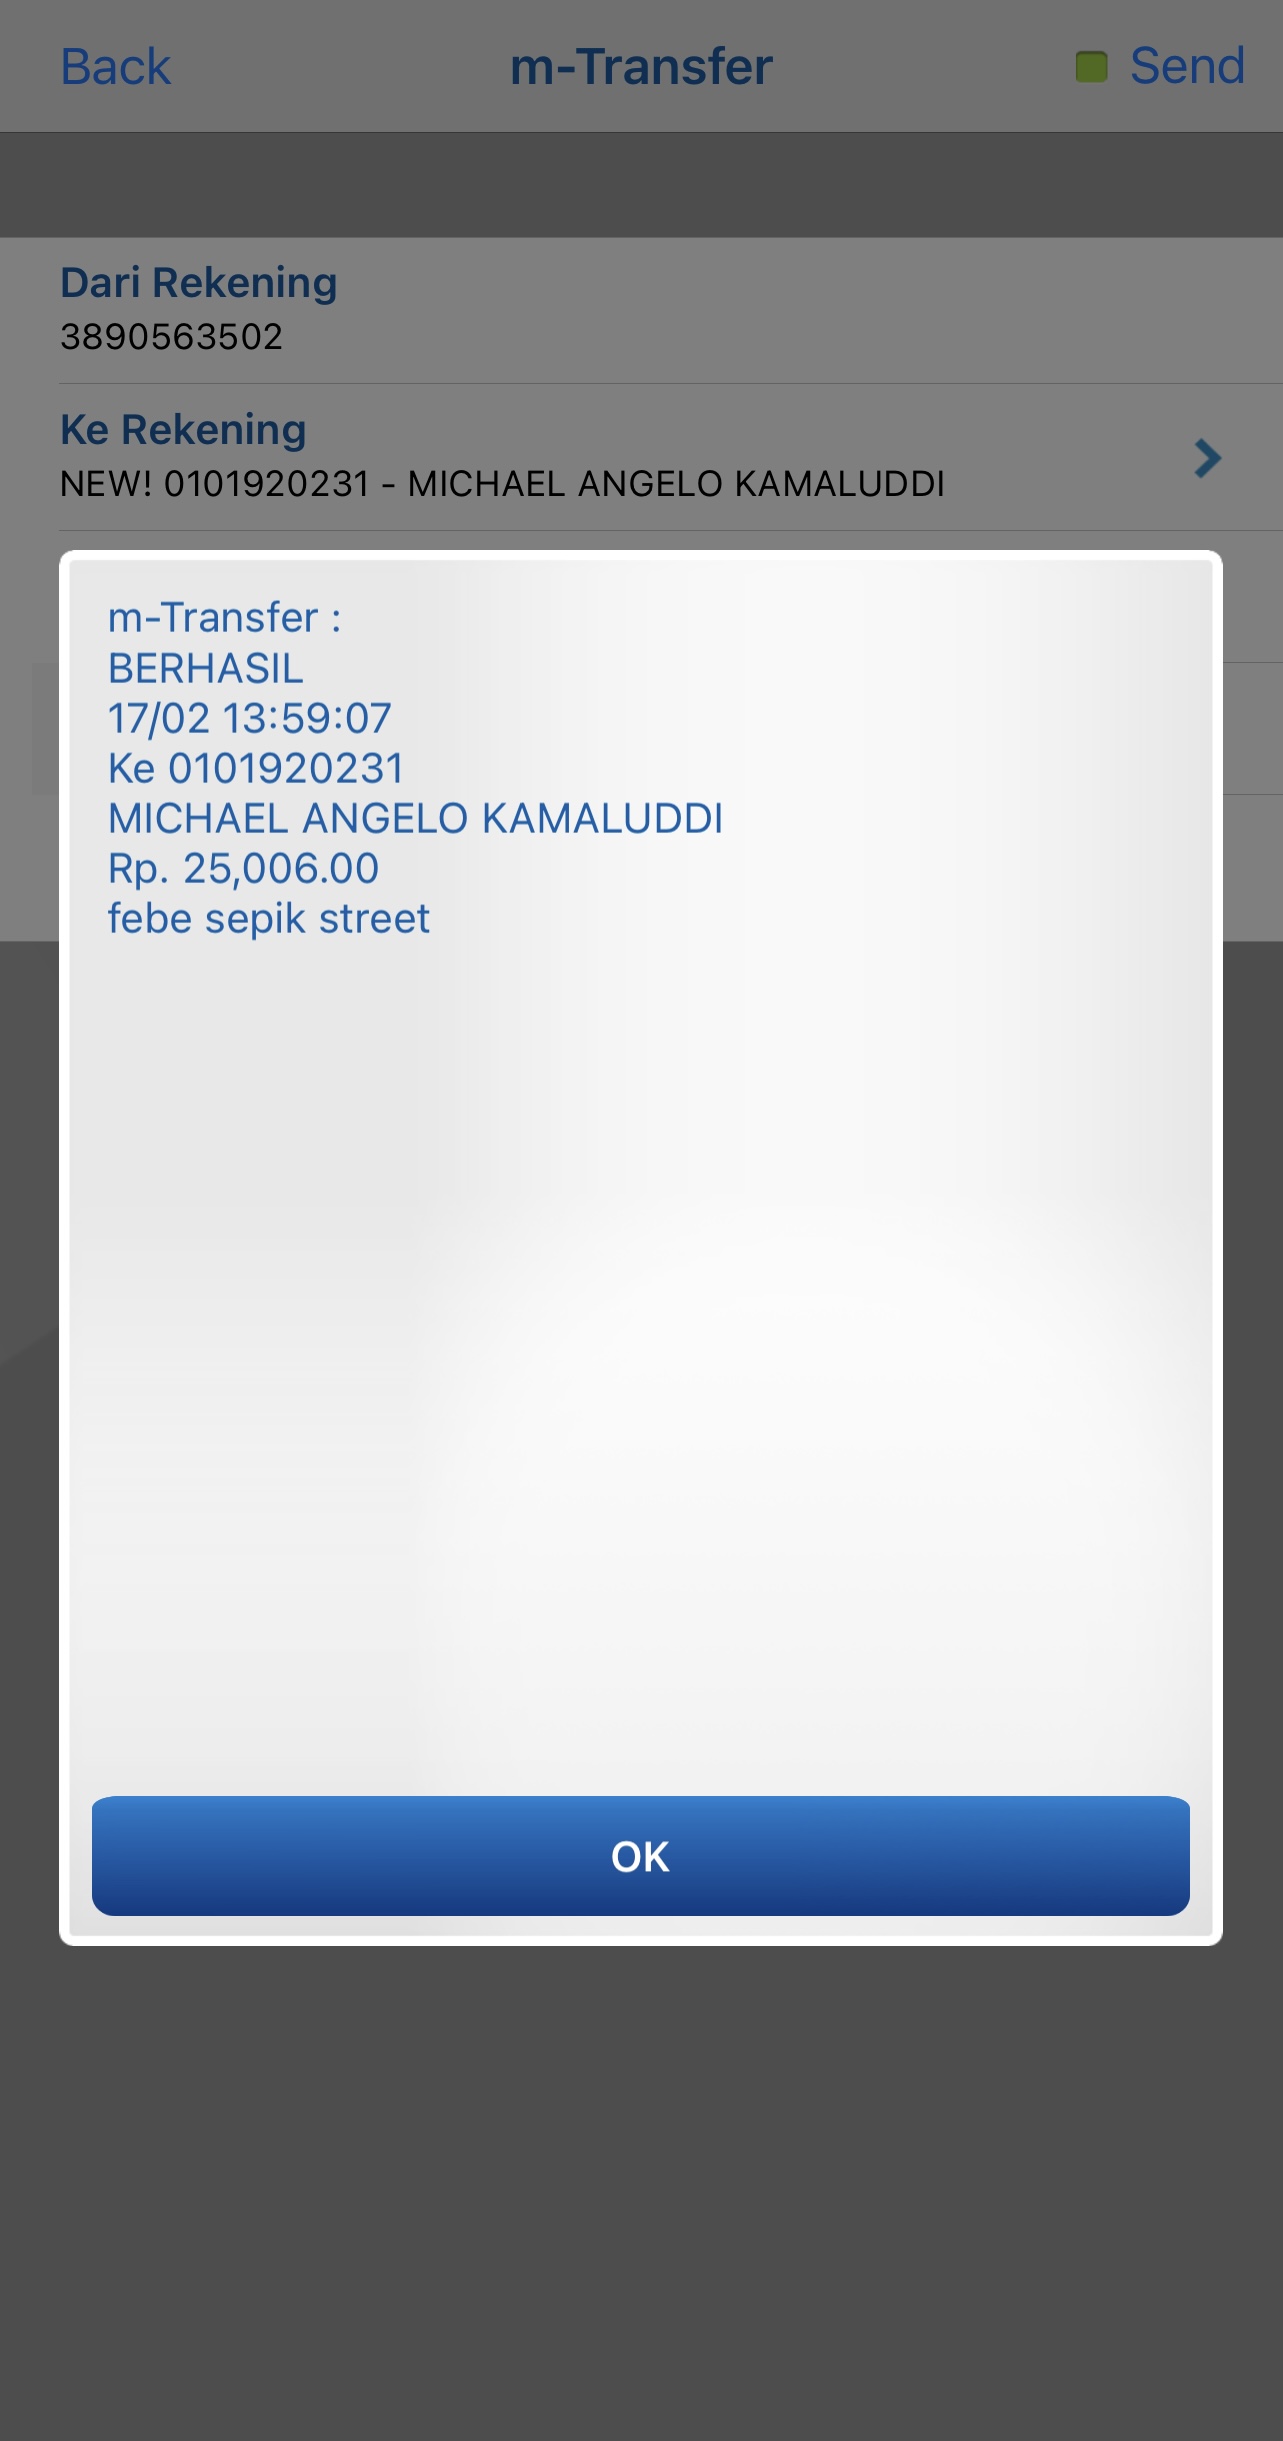 Back
m-Transfer
Send
Dari Rekening
3890563502
Ke Rekening
NEW! 0101920231 - MICHAEL ANGELO KAMALUDDI
m-Transfer :
BERHASIL
17/02 13:59:07
Ke 0101920231
MICHAEL ANGELO KAMALUDDI
Rp. 25,006.00
febe sepik street
OK